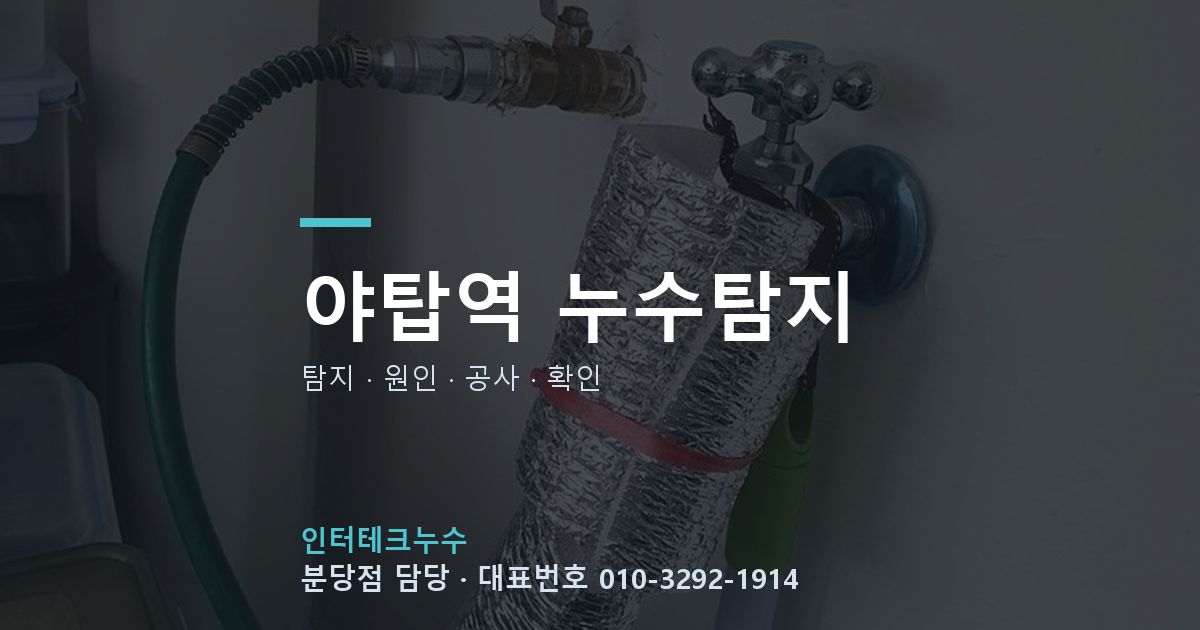 야탑역 누수탐지
탐지 · 원인 · 공사 · 확인
인터테크누수
분당점 담당 · 대표번호 010-3292-1914